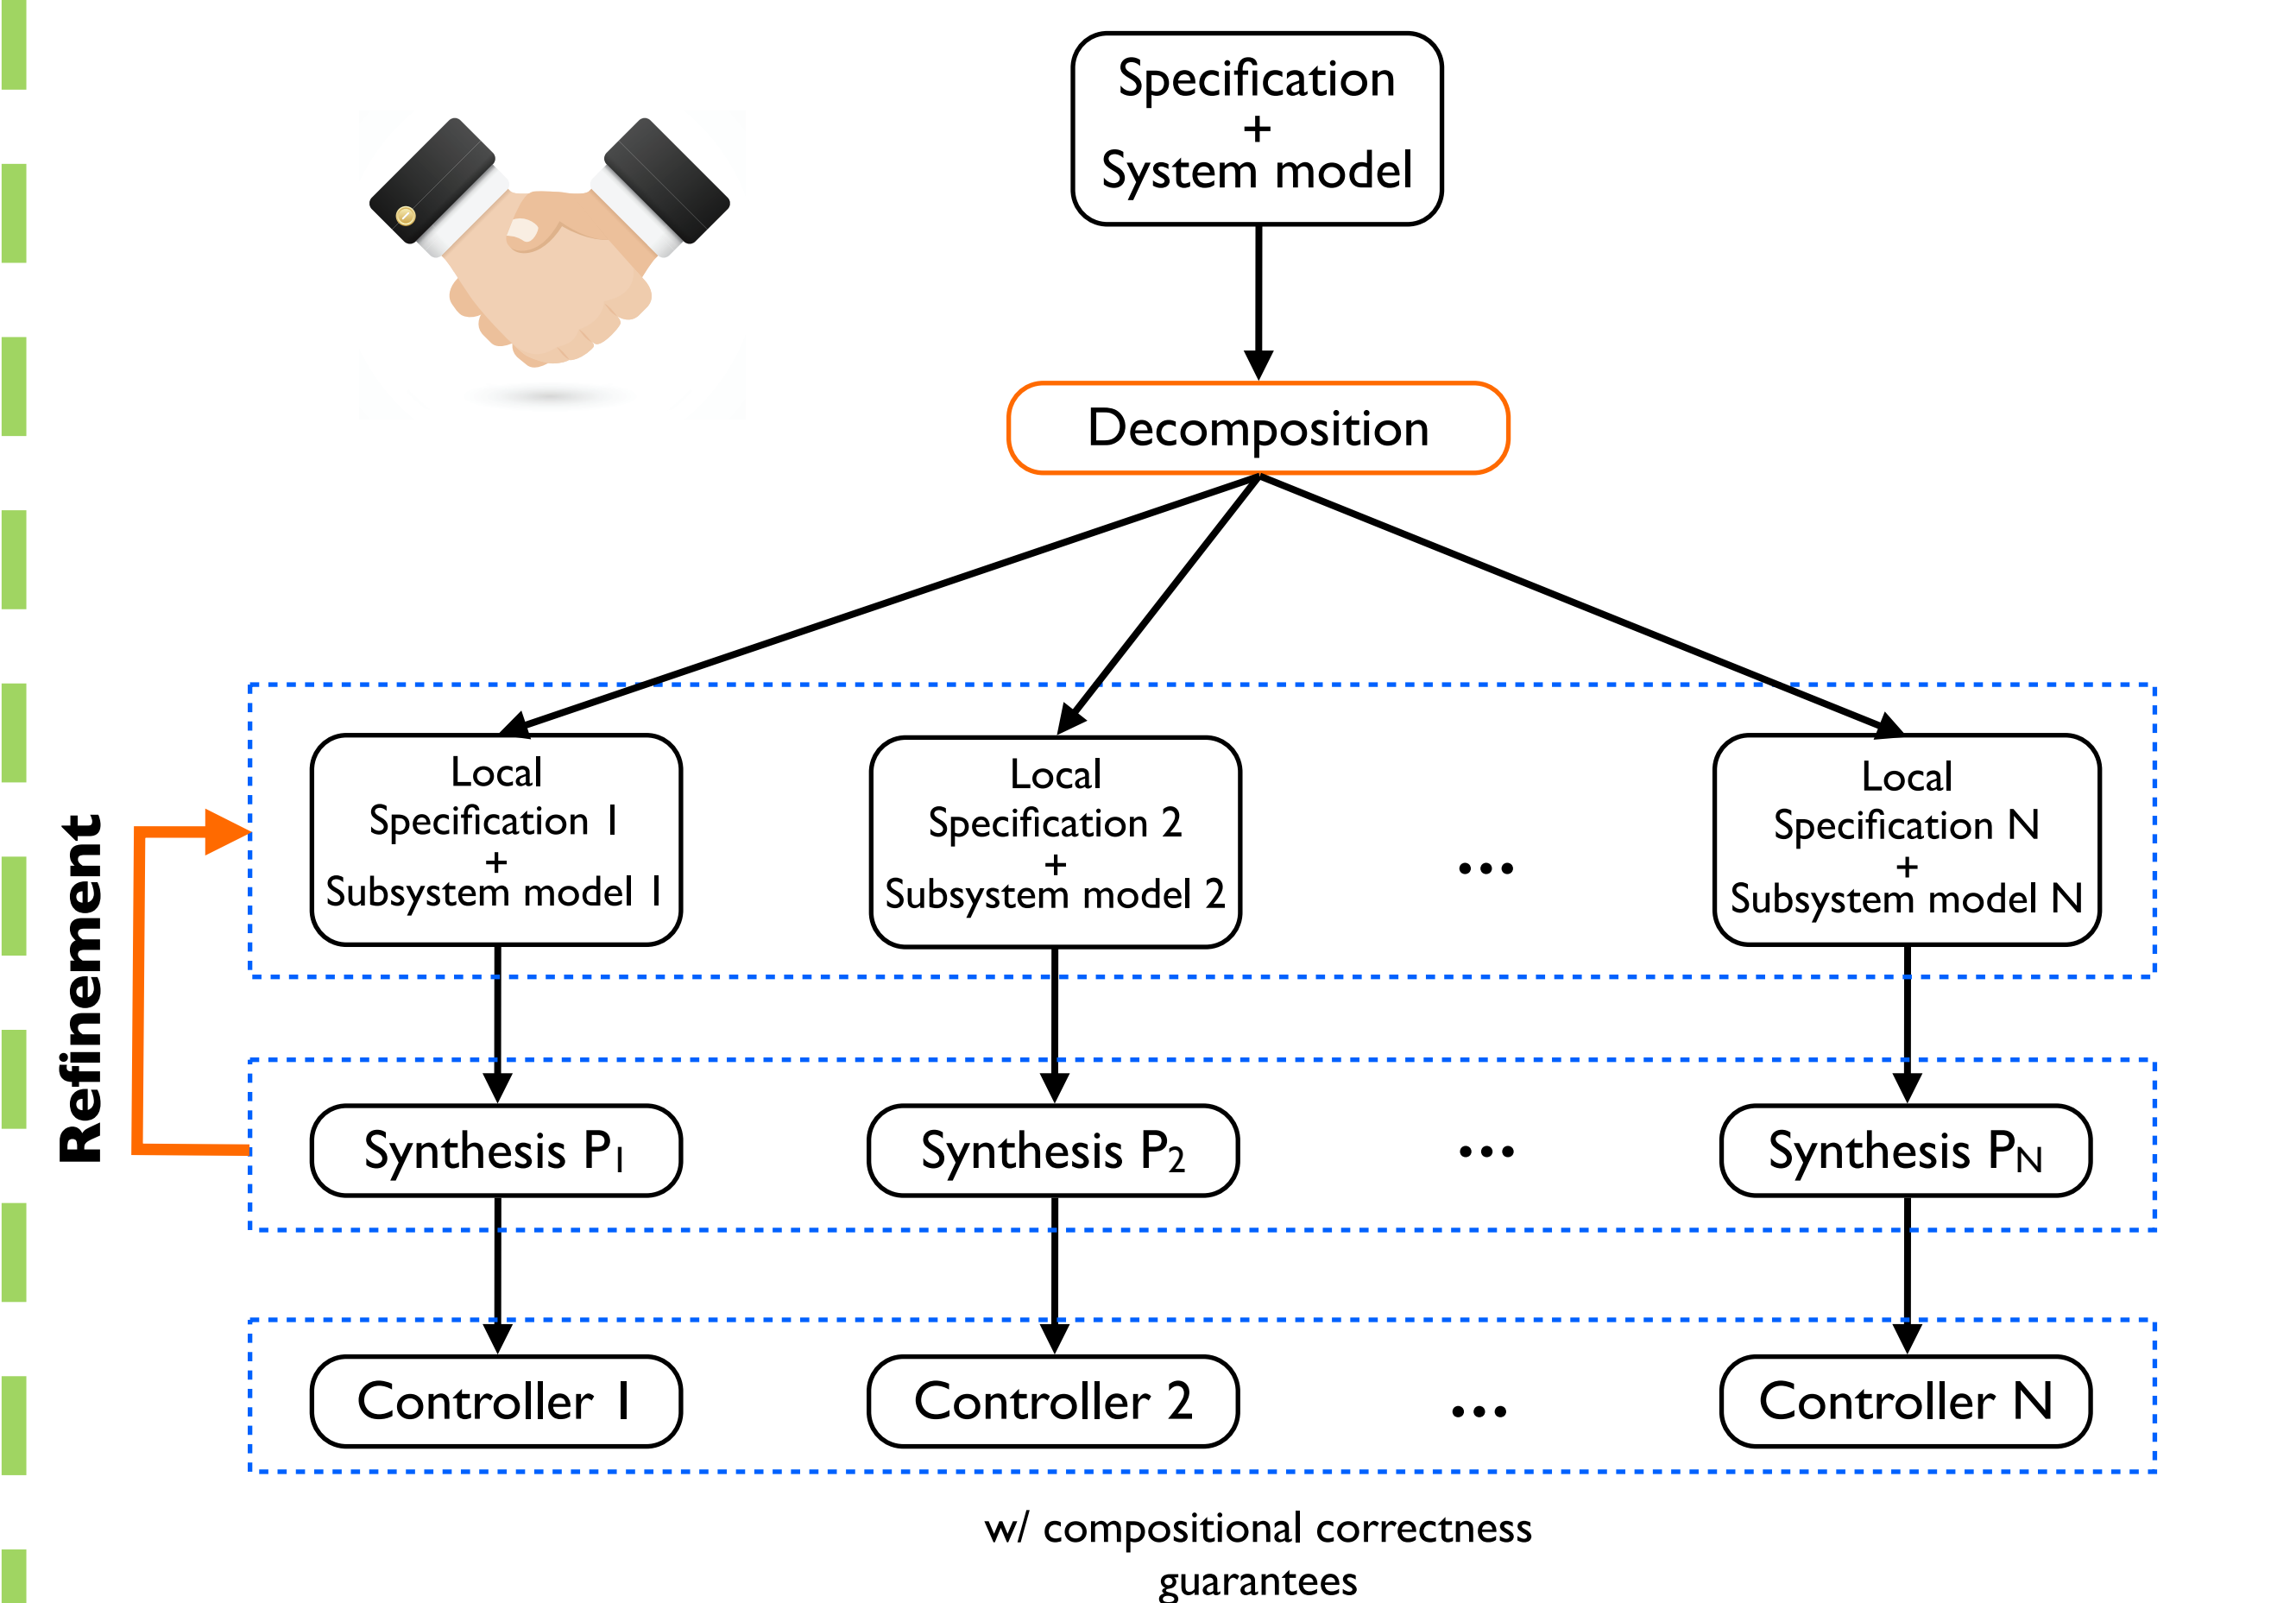 Specification
+
System model
Decomposition
Refinement
Local
Specification 1
+
Subsystem model 1
Local
Specification 2
+
Subsystem model 2
...
Local
Specification N
+
Subsystem model N
Synthesis P1
Synthesis P2
...
Synthesis PN
Controller 1
Controller 2
...
Controller N
w/ compositional correctness
guarantees